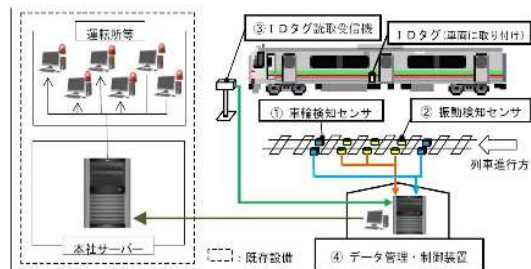 運転所等
③IDタグ読取受信機
IDタグ(車両に取り付け)
① 車輪検知センサ
② 振動検知センサ
列車進行方
本社サーバー
:既存設備
④ データ管理・制御装置